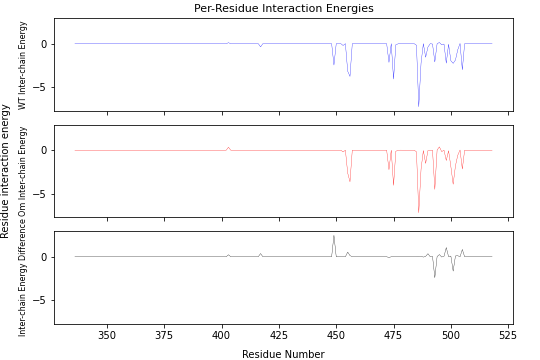 Per-Residue Interaction Energies
WT Inter-chain Energy
0
−5
Residue interaction energy
Om Inter-chain Energy
0
−5
Inter-chain Energy Difference
0
−5
350
375
400
425
450
475
500
525
Residue Number